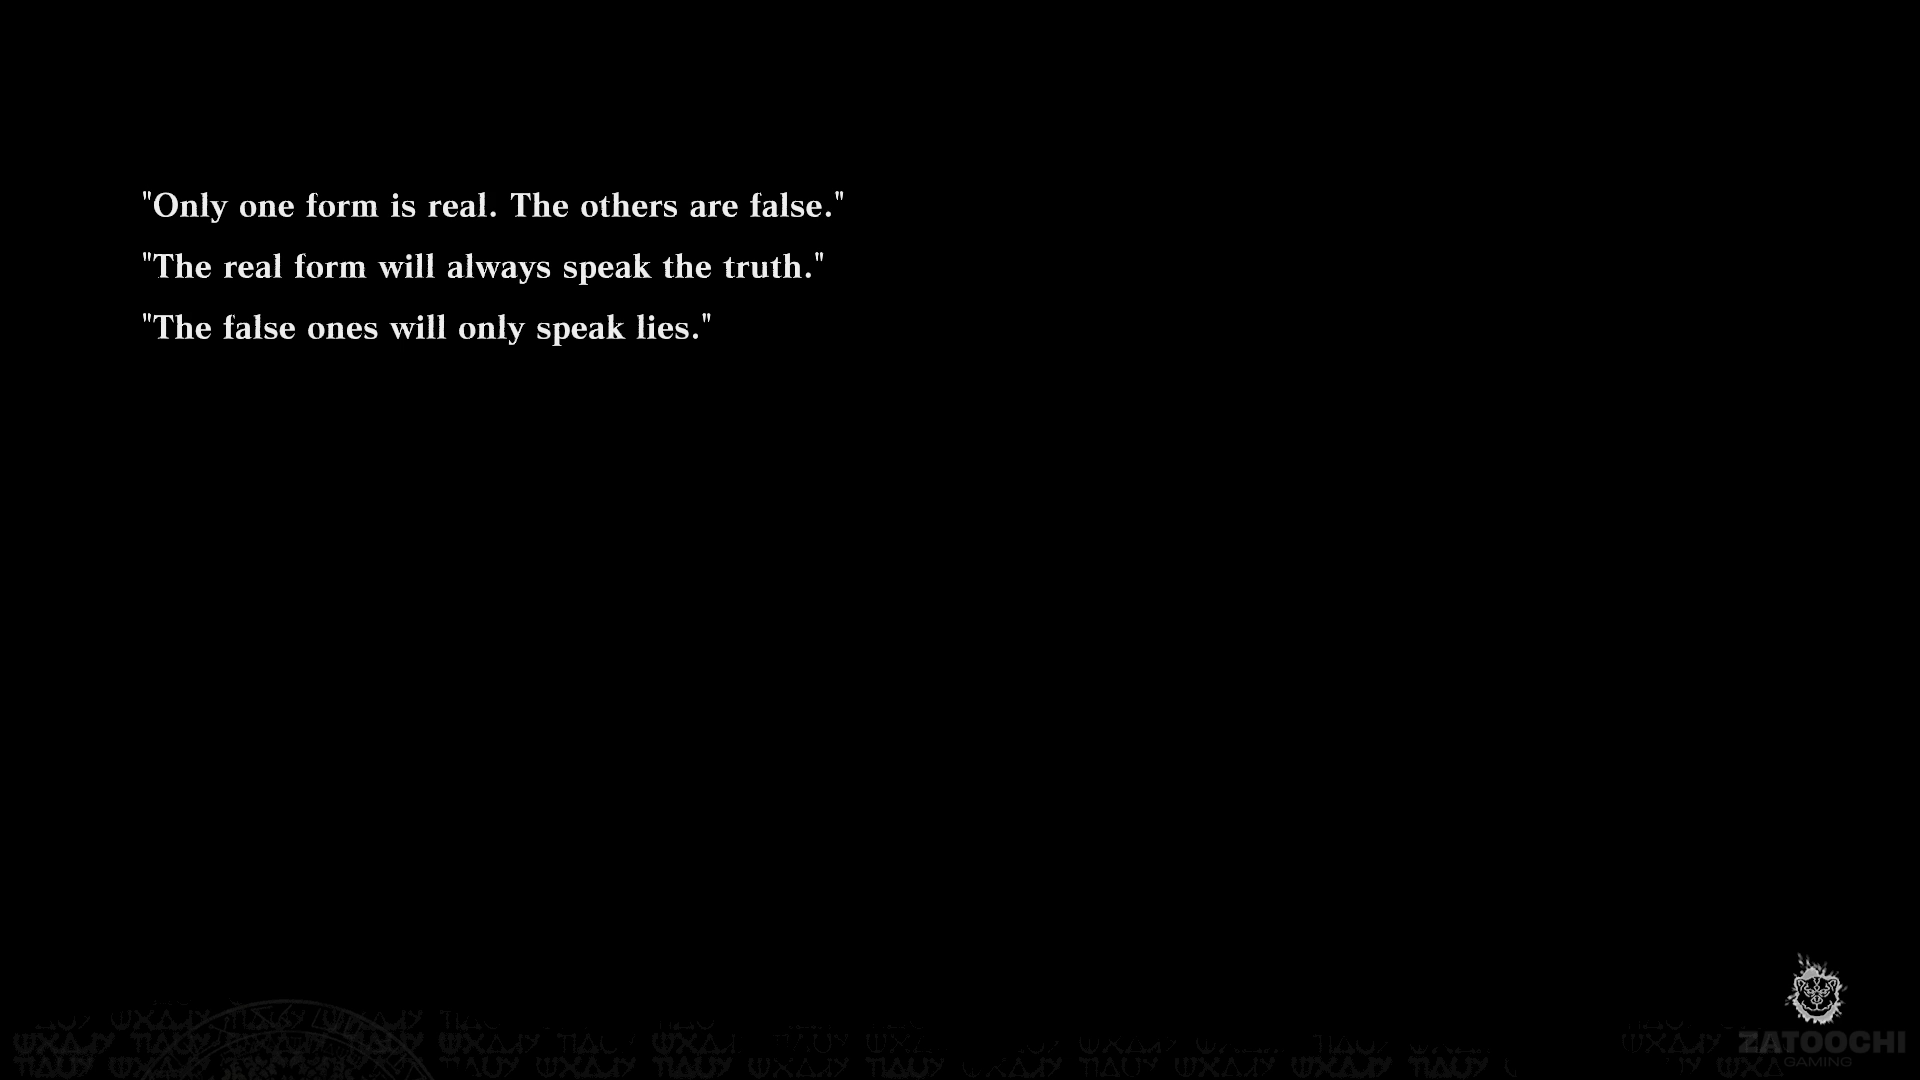 "Only one form is real. The others are false."
"The real form will always speak the truth."
"The false ones will only speak lies."
ZATOOCHI
GAMING